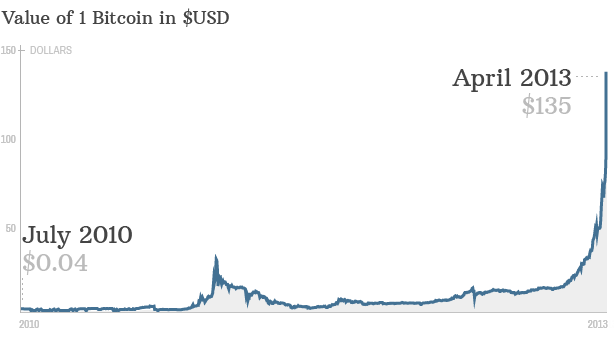 Value of 1 Bitcoin in $USD
150 DOLLARS
April 2013
$135
100
50
July 2010
$0.04
2010 2013